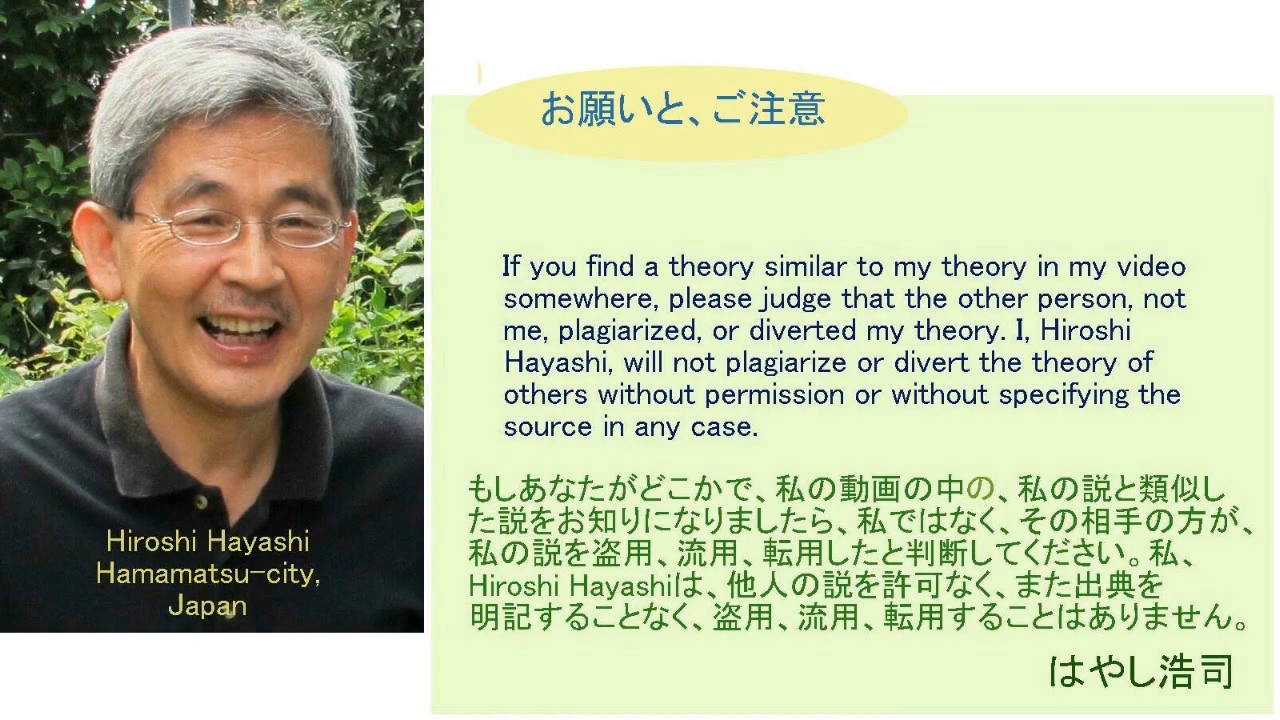 お願いと、ご注意
If you find a theory similar to my theory in my video
somewhere, please judge that the other person, not
me, plagiarized, or diverted my theory. I, Hiroshi
Hayashi, will not plagiarize or divert the theory of
others without permission or without specifying the
source in any case.
もしあなたがどこかで、私の動画の中の、私の説と類似し
た説をお知りになりましたら、私ではなく、その相手の方が、
私の説を盗用、流用、転用したと判断してください。私、
Hiroshi Hayashiは、他人の説を許可なく、また出典を
明記することなく、盗用、流用、転用することはありません。
はやし浩司
Hiroshi Hayashi
Hamamatsu-city,
Japan